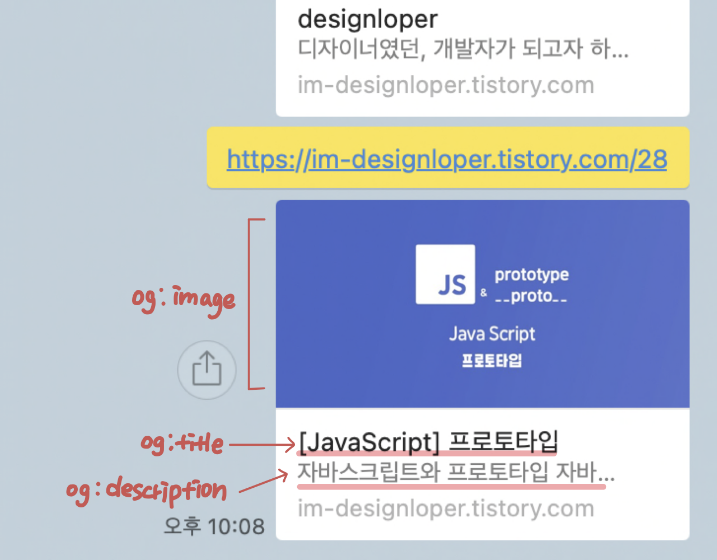 designloper
디자이너였던, 개발자가 되고자 하...
im-designloper.tistory.com
https://im-designloper.tistory.com/28
og:image
JS & prototype
__proto__
Java Script
프로토타입
og:title
[JavaScript] 프로토타입
og:description
자바스크립트와 프로토타입 자바...
im-designloper.tistory.com
오후 10:08